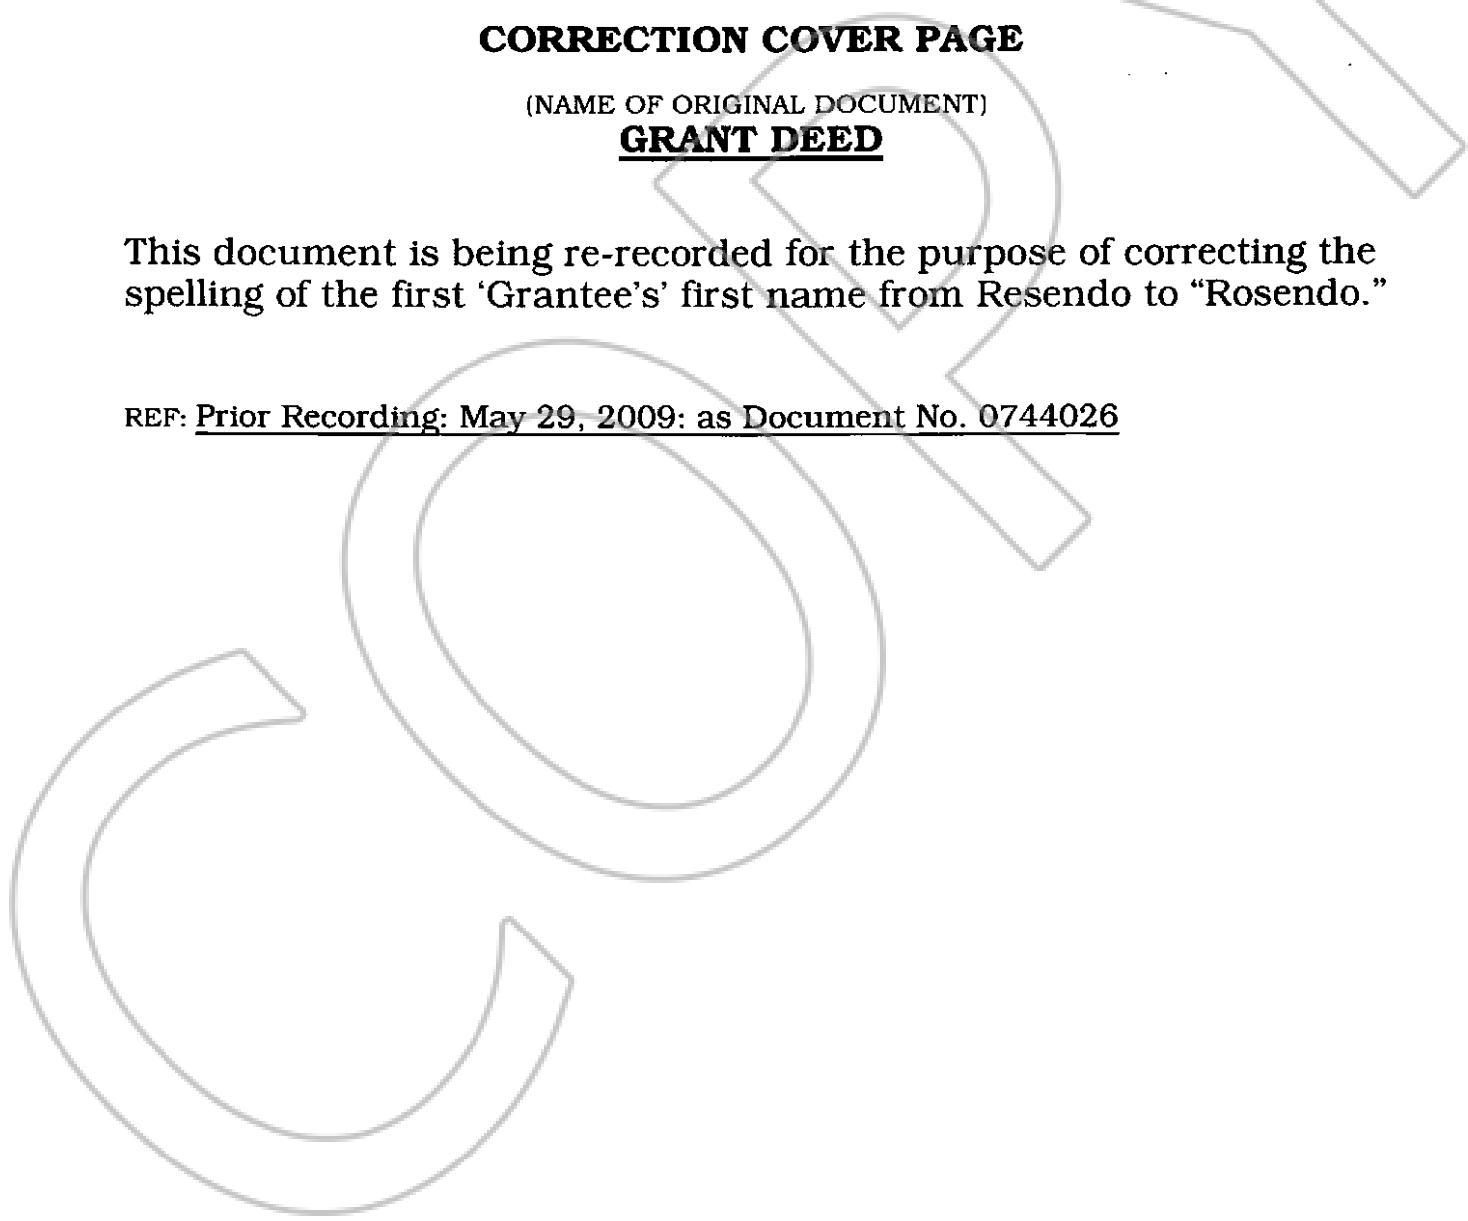 CORRECTION COVER PAGE
(NAME OF ORIGINAL DOCUMENT)
GRANT DEED
This document is being re-recorded for the purpose of correcting the
spelling of the first ‘Grantee's’ first name from Resendo to “Rosendo.”
REF: Prior Recording: May 29, 2009: as Document No. 0744026
COPY